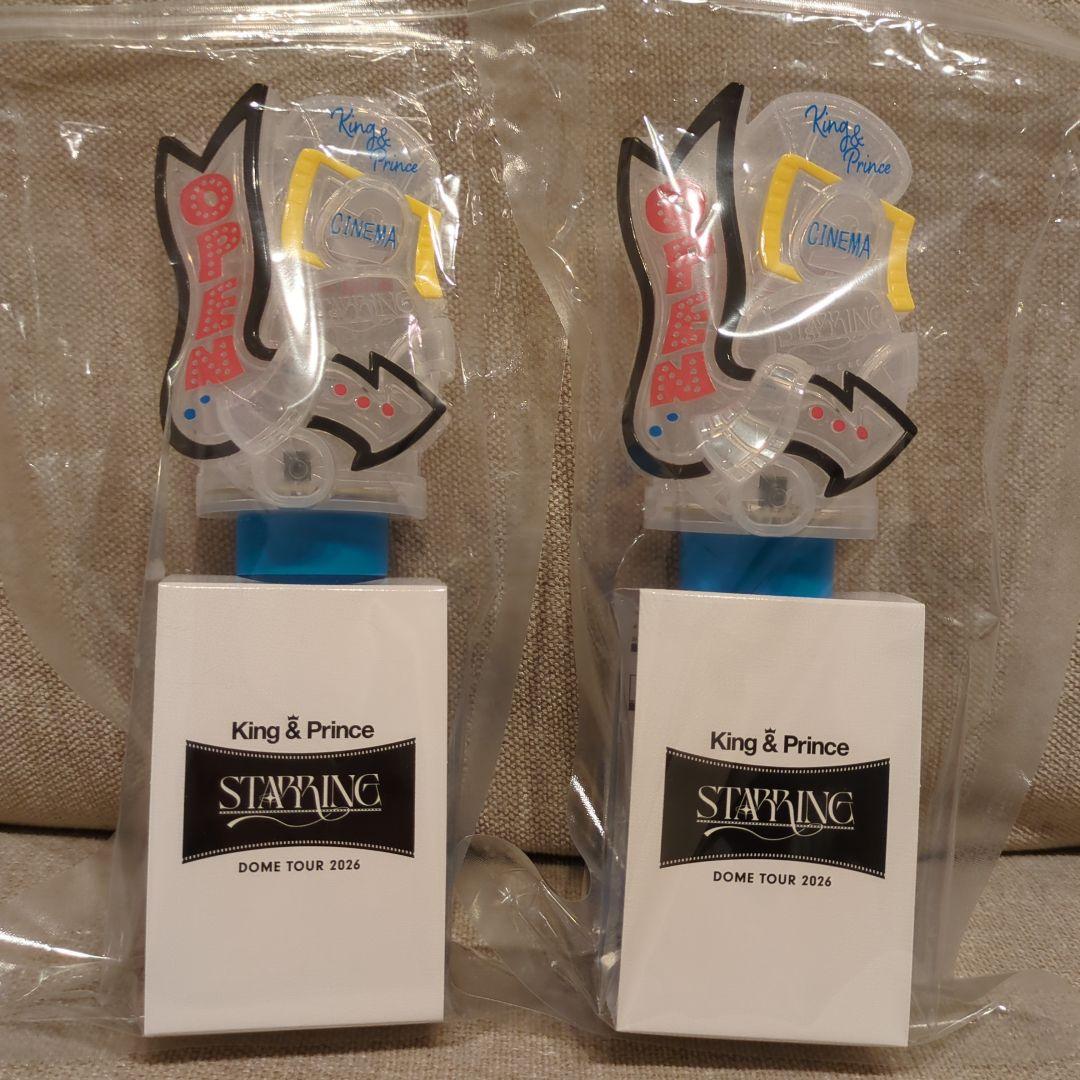 King &
Prince
OPEN
CINEMA
STARRING
King & Prince
STARRING
DOME TOUR 2026
King &
Prince
OPEN
CINEMA
STARRING
King & Prince
STARRING
DOME TOUR 2026